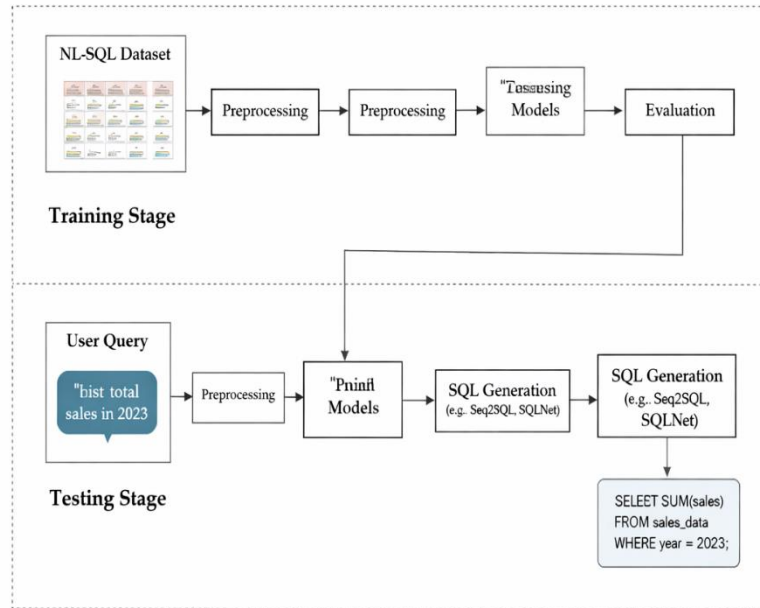 NL-SQL Dataset
Preprocessing
Preprocessing
Models
Evaluation
Training Stage
User Query
"hist total
sales in 2023
Preprocessing
Models
SQL Generation
(e.g.. Seq2SQL, SQLNet)
SQL Generation
(e.g.. Seq2SQL,
SQLNet)
Testing Stage
SELEET SUM(sales)
FROM sales_data
WHERE year = 2023;